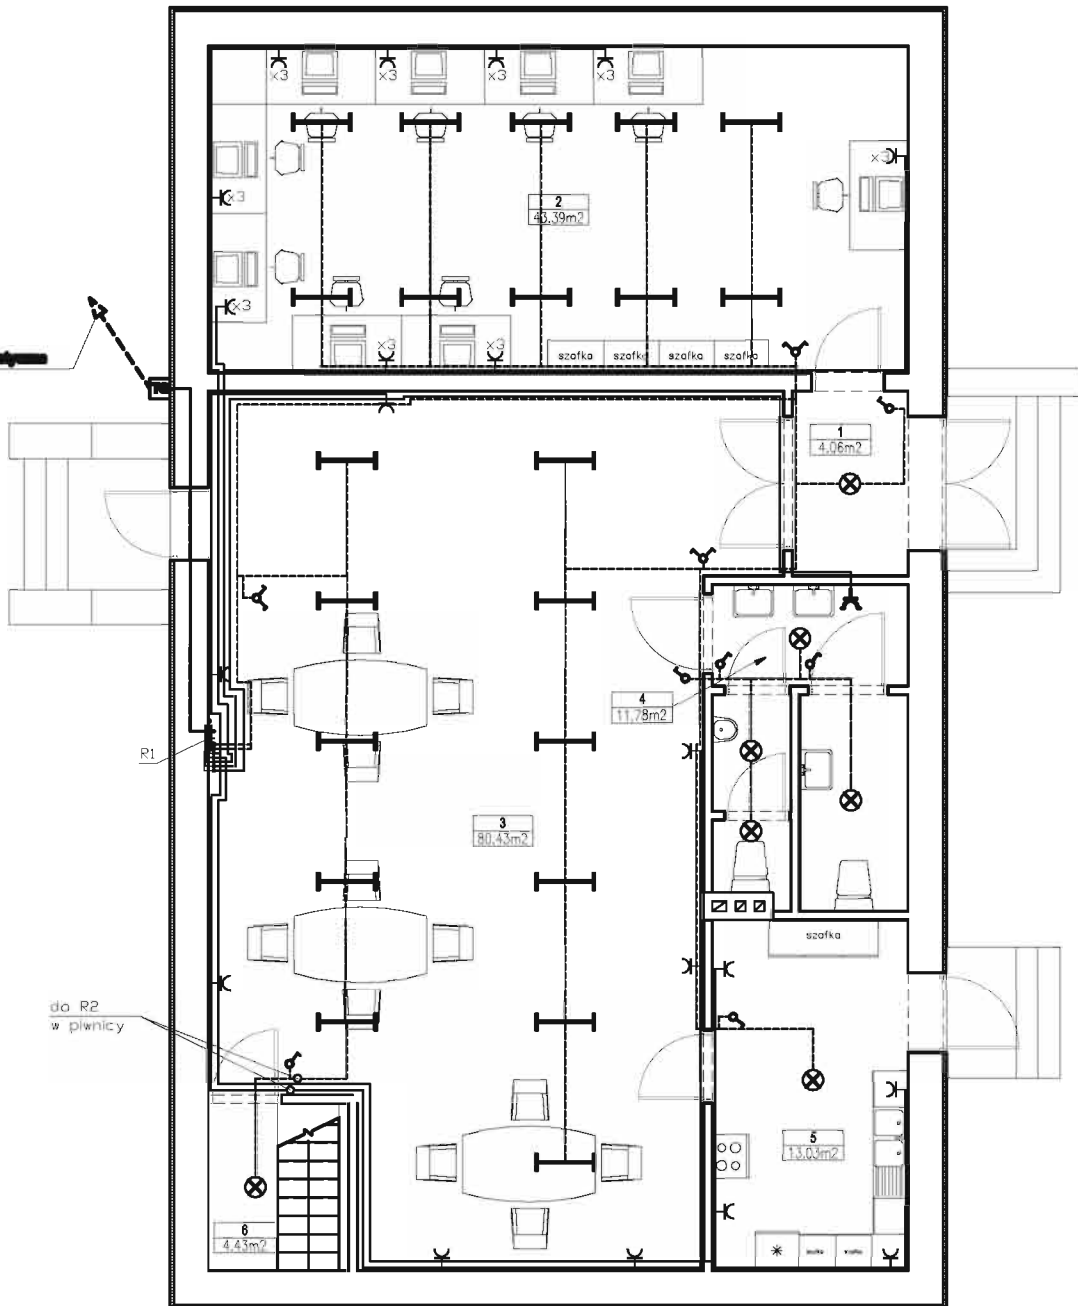 x3 x3 x3 x3
x3
x3
2
43.39m2
x3
x3 x3
szafka szafka szafka szafka
1
4.06m2
4
11,78m2
R1
3
80.43m2
szafka
da R2
w piwnicy
5
13.03m2
6
4.43m2